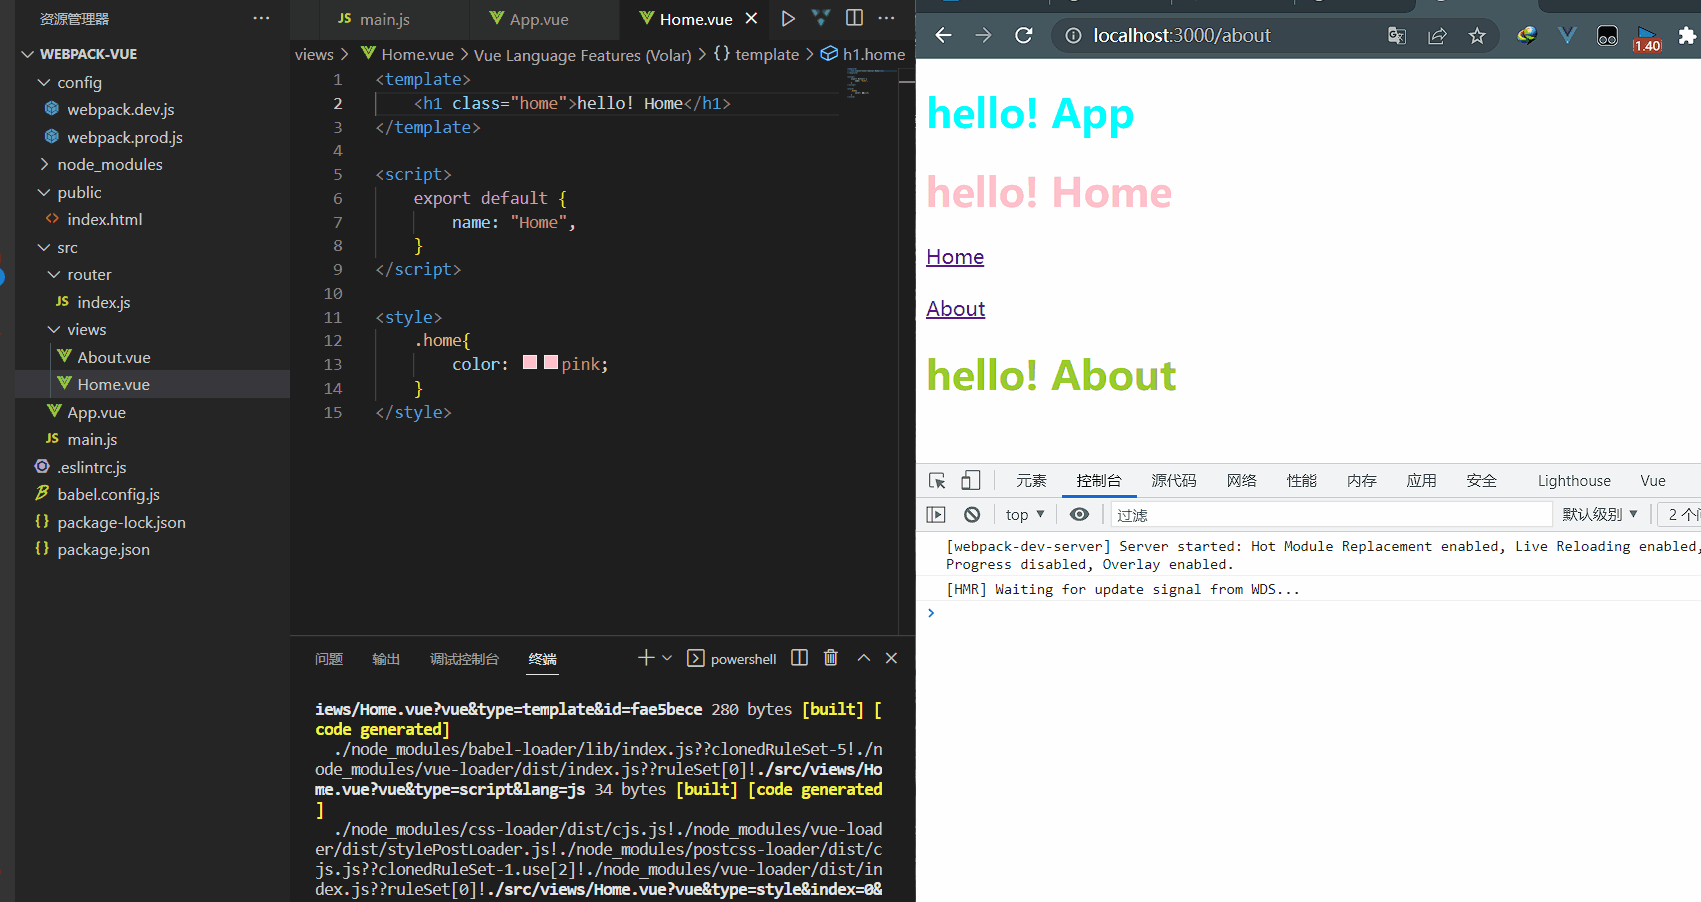 资源管理器
WEBPACK-VUE
config
webpack.dev.js
webpack.prod.js
node_modules
public
index.html
src
router
JS index.js
views
About.vue
Home.vue
App.vue
JS main.js
.eslintrc.js
babel.config.js
{} package-lock.json
{} package.json
JS main.js
App.vue
Home.vue
views > Home.vue > Vue Language Features (Volar) > {} template > h1.home
1 <template>
2 <h1 class="home">hello! Home</h1>
3 </template>
4
5 <script>
6 export default {
7 name: "Home",
8 }
9 </script>
10
11 <style>
12 .home{
13 color: pink;
14 }
15 </style>
问题 输出 调试控制台 终端
powershell
iews/Home.vue?vue&type=template&id=fae5bece 280 bytes [built] [
code generated]
./node_modules/babel-loader/lib/index.js??clonedRuleSet-5!./n
ode_modules/vue-loader/dist/index.js??ruleSet[0]!./src/views/Ho
me.vue?vue&type=script&lang=js 34 bytes [built] [code generated
]
./node_modules/css-loader/dist/cjs.js!./node_modules/vue-load
er/dist/stylePostLoader.js!./node_modules/postcss-loader/dist/c
js.js??clonedRuleSet-1.use[2]!./node_modules/vue-loader/dist/in
dex.js??ruleSet[0]!./src/views/Home.vue?vue&type=style&index=0&
localhost:3000/about
1.40
hello! App
hello! Home
Home
About
hello! About
元素 控制台 源代码 网络 性能 内存 应用 安全 Lighthouse Vue
top 过滤 默认级别 2 个
[webpack-dev-server] Server started: Hot Module Replacement enabled, Live Reloading enabled,
Progress disabled, Overlay enabled.
[HMR] Waiting for update signal from WDS...